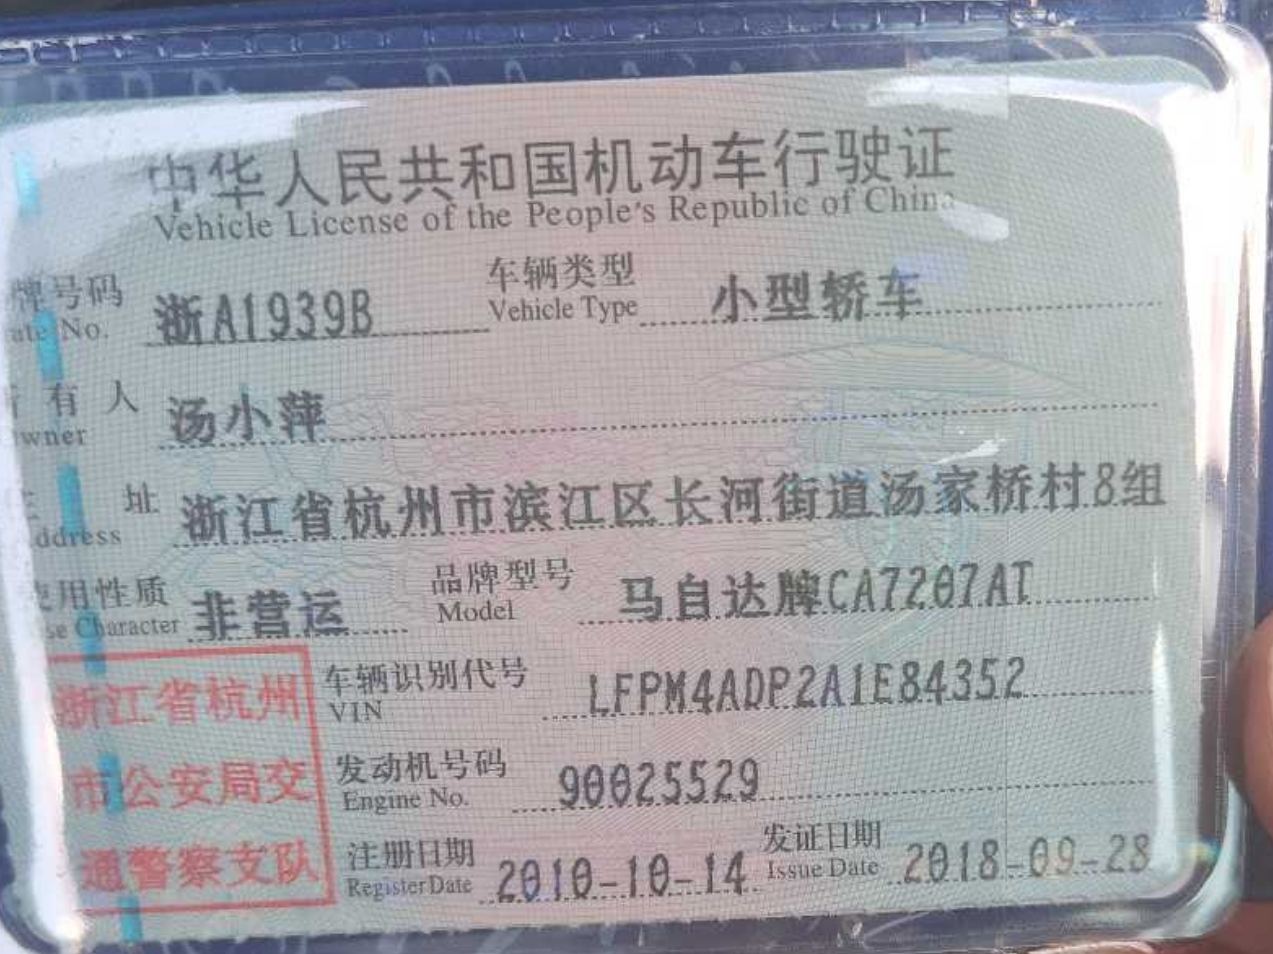 中华人民共和国机动车行驶证
Vehicle License of the People's Republic of China
牌号码 浙A1939B 车辆类型 小型轿车
No. Vehicle Type
有人 汤小萍
wner
址 浙江省杭州市滨江区长河街道汤家桥村8组
ddress
用性质 非营运 品牌型号 马自达牌CA7207AT
se Character Model
浙江省杭州 车辆识别代号 LFPM4ADP2A1E84352
VIN
市公安局交 发动机号码 90025529
Engine No.
通警察支队 注册日期 2010-10-14 发证日期 2018-09-28
Register Date Issue Date